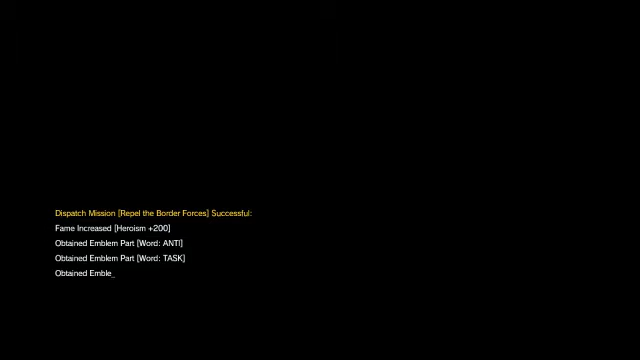 Dispatch Mission [Repel the Border Forces] Successful:
Fame Increased [Heroism +200]
Obtained Emblem Part [Word: ANTI]
Obtained Emblem Part [Word: TASK]
Obtained Emble_